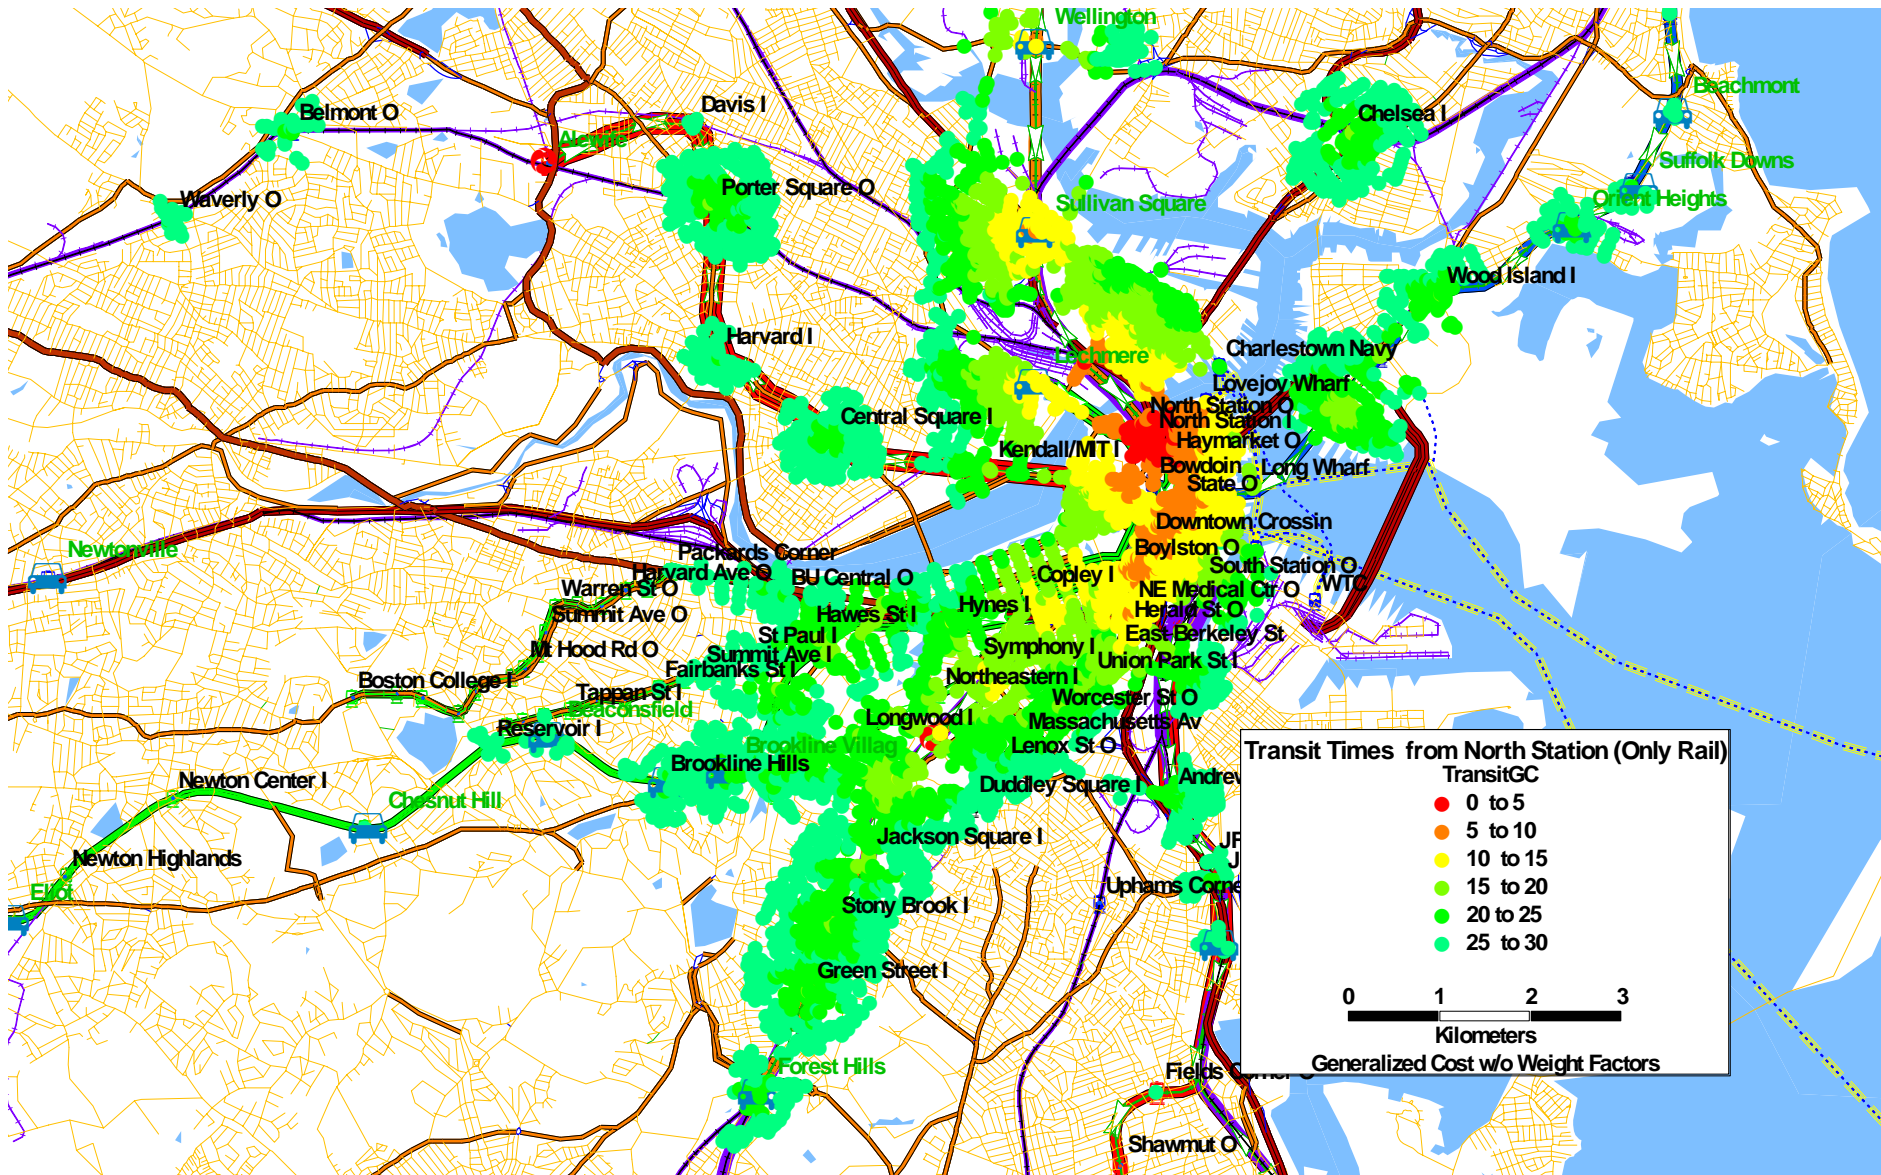 Wellington
Beachmont
Davis I
Belmont O
Chelsea I
Alewife
Suffolk Downs
Porter Square O
Waverly O
Sullivan Square
Orient Heights
Wood Island I
Harvard I
Charlestown Navy
Lechmere
Lovejoy Wharf
North Station O
Central Square I
North Station I
Haymarket O
Kendall/MIT I
Bowdoin
Long Wharf
State O
Downtown Crossin
Newtonville
Packards Corner
Boylston O
Harvard Ave O
BU Central O
Copley I
South Station O
WTC
Warren St O
NE Medical Ctr O
Hynes I
Summit Ave O
Hawes St I
Herald St O
St Paul I
East Berkeley St
Mt Hood Rd O
Summit Ave I
Symphony I
Union Park St I
Fairbanks St I
Boston College I
Northeastern I
Tappan St I
Worcester St O
Beaconsfield
Longwood I
Massachusetts Av
Reservoir I
Brookline Villag
Lenox St O
Brookline Hills
Newton Center I
Duddley Square I
Andrew
Chesnut Hill
Jackson Square I
JF
J
Newton Highlands
Uphams Corne
Eliot
Stony Brook I
Green Street I
Forest Hills
Fields Corner O
Shawmut O
Transit Times from North Station (Only Rail)
TransitGC
0 to 5
5 to 10
10 to 15
15 to 20
20 to 25
25 to 30
0 1 2 3
Kilometers
Generalized Cost w/o Weight Factors